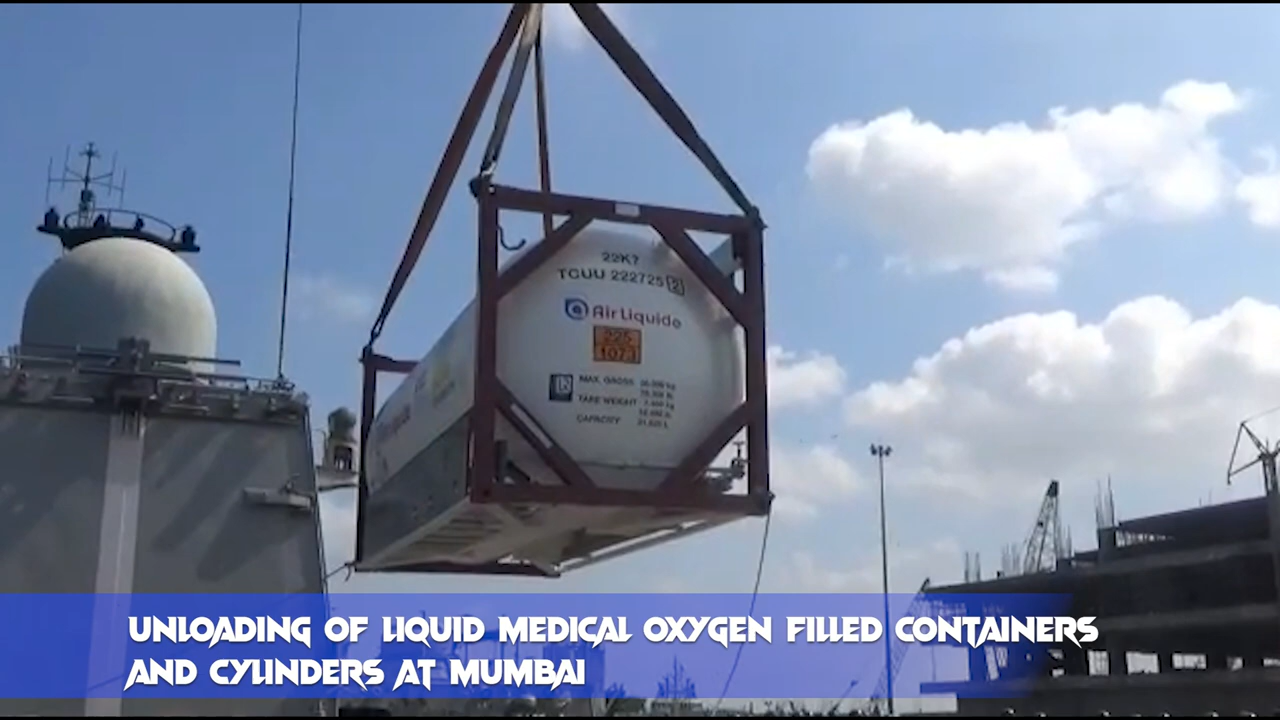 22K7
TCUU 222725 2
Air Liquide
225
1073
MAX. GROSS
TARE WEIGHT
CAPACITY
UNLOADING OF LIQUID MEDICAL OXYGEN FILLED CONTAINERS
AND CYLINDERS AT MUMBAI